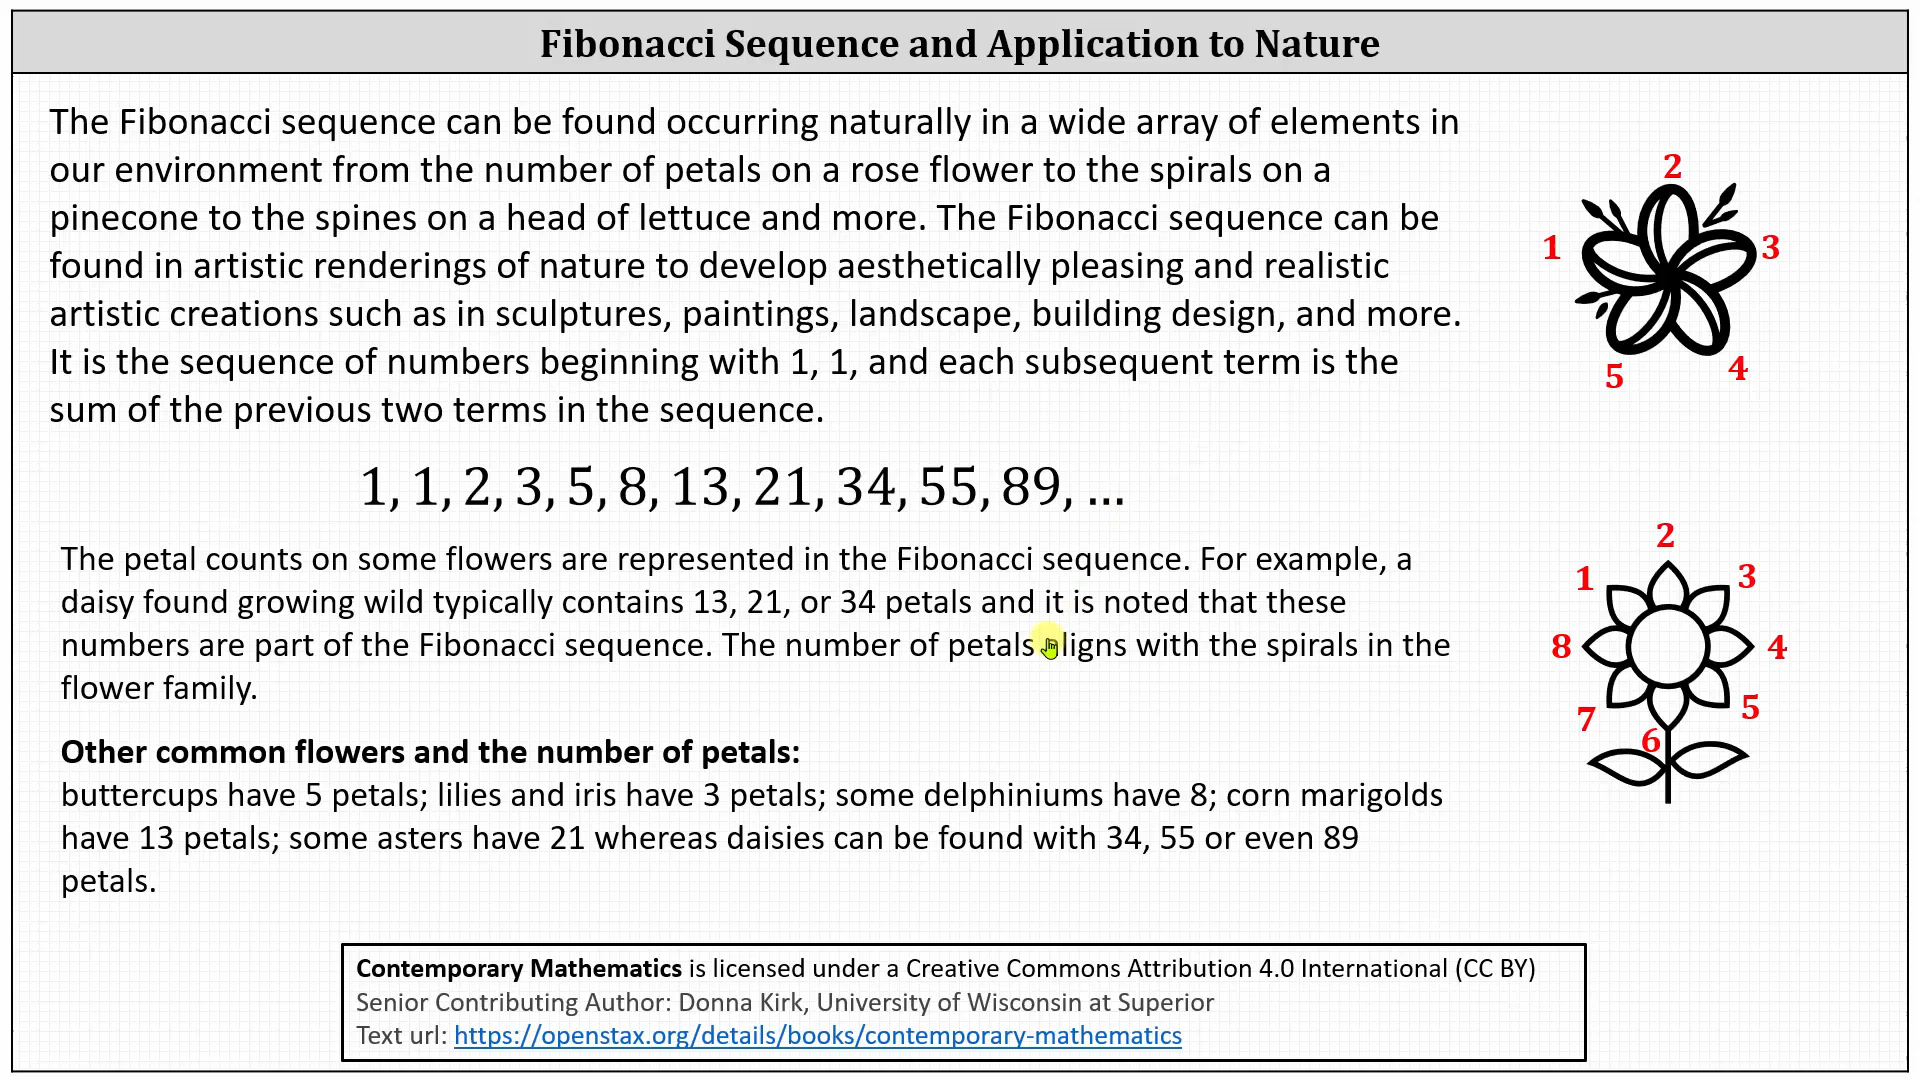 Fibonacci Sequence and Application to Nature
The Fibonacci sequence can be found occurring naturally in a wide array of elements in
our environment from the number of petals on a rose flower to the spirals on a
pinecone to the spines on a head of lettuce and more. The Fibonacci sequence can be
found in artistic renderings of nature to develop aesthetically pleasing and realistic
artistic creations such as in sculptures, paintings, landscape, building design, and more.
It is the sequence of numbers beginning with 1, 1, and each subsequent term is the
sum of the previous two terms in the sequence.
1, 1, 2, 3, 5, 8, 13, 21, 34, 55, 89, …
The petal counts on some flowers are represented in the Fibonacci sequence. For example, a
daisy found growing wild typically contains 13, 21, or 34 petals and it is noted that these
numbers are part of the Fibonacci sequence. The number of petals aligns with the spirals in the
flower family.
Other common flowers and the number of petals:
buttercups have 5 petals; lilies and iris have 3 petals; some delphiniums have 8; corn marigolds
have 13 petals; some asters have 21 whereas daisies can be found with 34, 55 or even 89
petals.
2
1 3
5 4
2
1 3
8 4
7 5
6
Contemporary Mathematics is licensed under a Creative Commons Attribution 4.0 International (CC BY)
Senior Contributing Author: Donna Kirk, University of Wisconsin at Superior
Text url: https://openstax.org/details/books/contemporary-mathematics